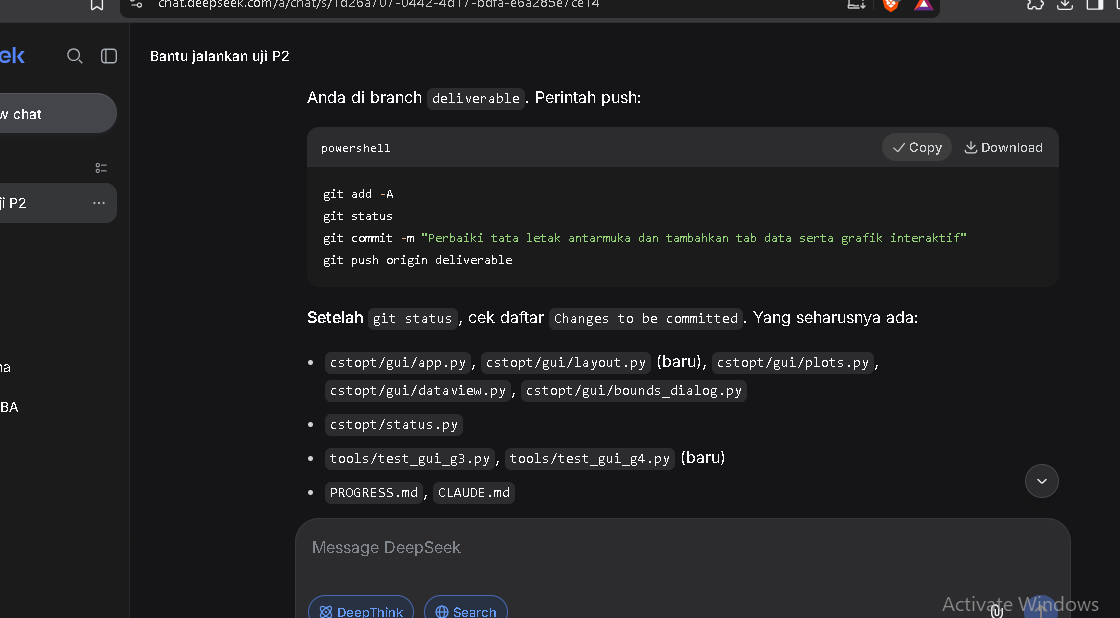 chat.deepseek.com/a/chat/s/1d26a707-0442-4d17-bdfa-e6a285e7ce14
ek
Bantu jalankan uji P2
w chat
ji P2
na
BA
Anda di branch deliverable. Perintah push:
powershell
Copy
Download
git add -A
git status
git commit -m "Perbaiki tata letak antarmuka dan tambahkan tab data serta grafik interaktif"
git push origin deliverable
Setelah git status, cek daftar Changes to be committed. Yang seharusnya ada:
• cstopt/gui/app.py, cstopt/gui/layout.py (baru), cstopt/gui/plots.py,
cstopt/gui/dataview.py, cstopt/gui/bounds_dialog.py
• cstopt/status.py
• tools/test_gui_g3.py, tools/test_gui_g4.py (baru)
• PROGRESS.md, CLAUDE.md
Message DeepSeek
DeepThink
Search
Activate Windows